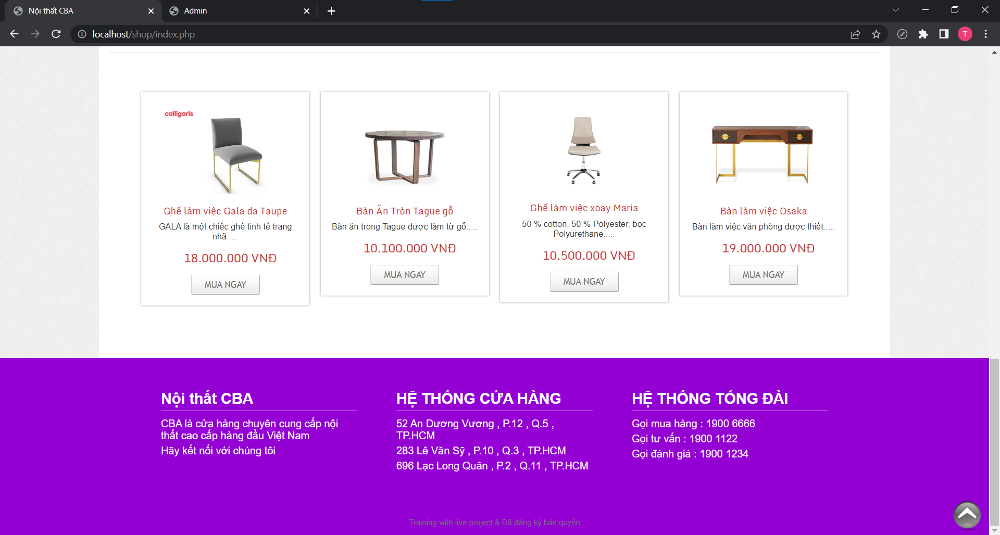 Nội thất CBA
Admin
localhost/shop/index.php
T
calligaris
Ghế làm việc Gala da Taupe
GALA là một chiếc ghế tinh tế trang
nhã.....
18.000.000 VNĐ
MUA NGAY
Bàn Ăn Tròn Tague gỗ
Bàn ăn trong Tague được làm từ gỗ.....
10.100.000 VNĐ
MUA NGAY
Ghế làm việc xoay Maria
50 % cotton, 50 % Polyester, bọc
Polyurethane.....
10.500.000 VNĐ
MUA NGAY
Bàn làm việc Osaka
Bàn làm việc văn phòng được thiết.....
19.000.000 VNĐ
MUA NGAY
Nội thất CBA
CBA là cửa hàng chuyên cung cấp nội
thất cao cấp hàng đầu Việt Nam
Hãy kết nối với chúng tôi
HỆ THỐNG CỬA HÀNG
52 An Dương Vương , P.12 , Q.5 ,
TP.HCM
283 Lê Văn Sỹ , P.10 , Q.3 , TP.HCM
696 Lạc Long Quân , P.2 , Q.11 , TP.HCM
HỆ THỐNG TỔNG ĐÀI
Gọi mua hàng : 1900 6666
Gọi tư vấn : 1900 1122
Gọi đánh giá : 1900 1234
Training with live project & Đã đăng ký bản quyền